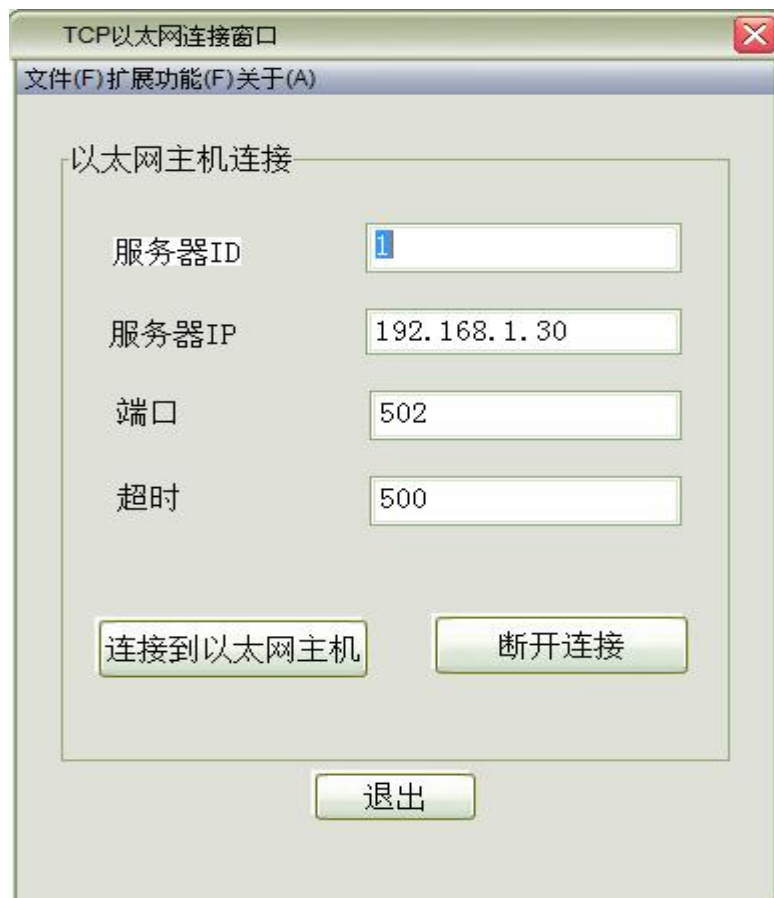 TCP以太网连接窗口
文件(F)扩展功能(F)关于(A)
以太网主机连接
服务器ID 1
服务器IP 192.168.1.30
端口 502
超时 500
连接到以太网主机 断开连接
退出